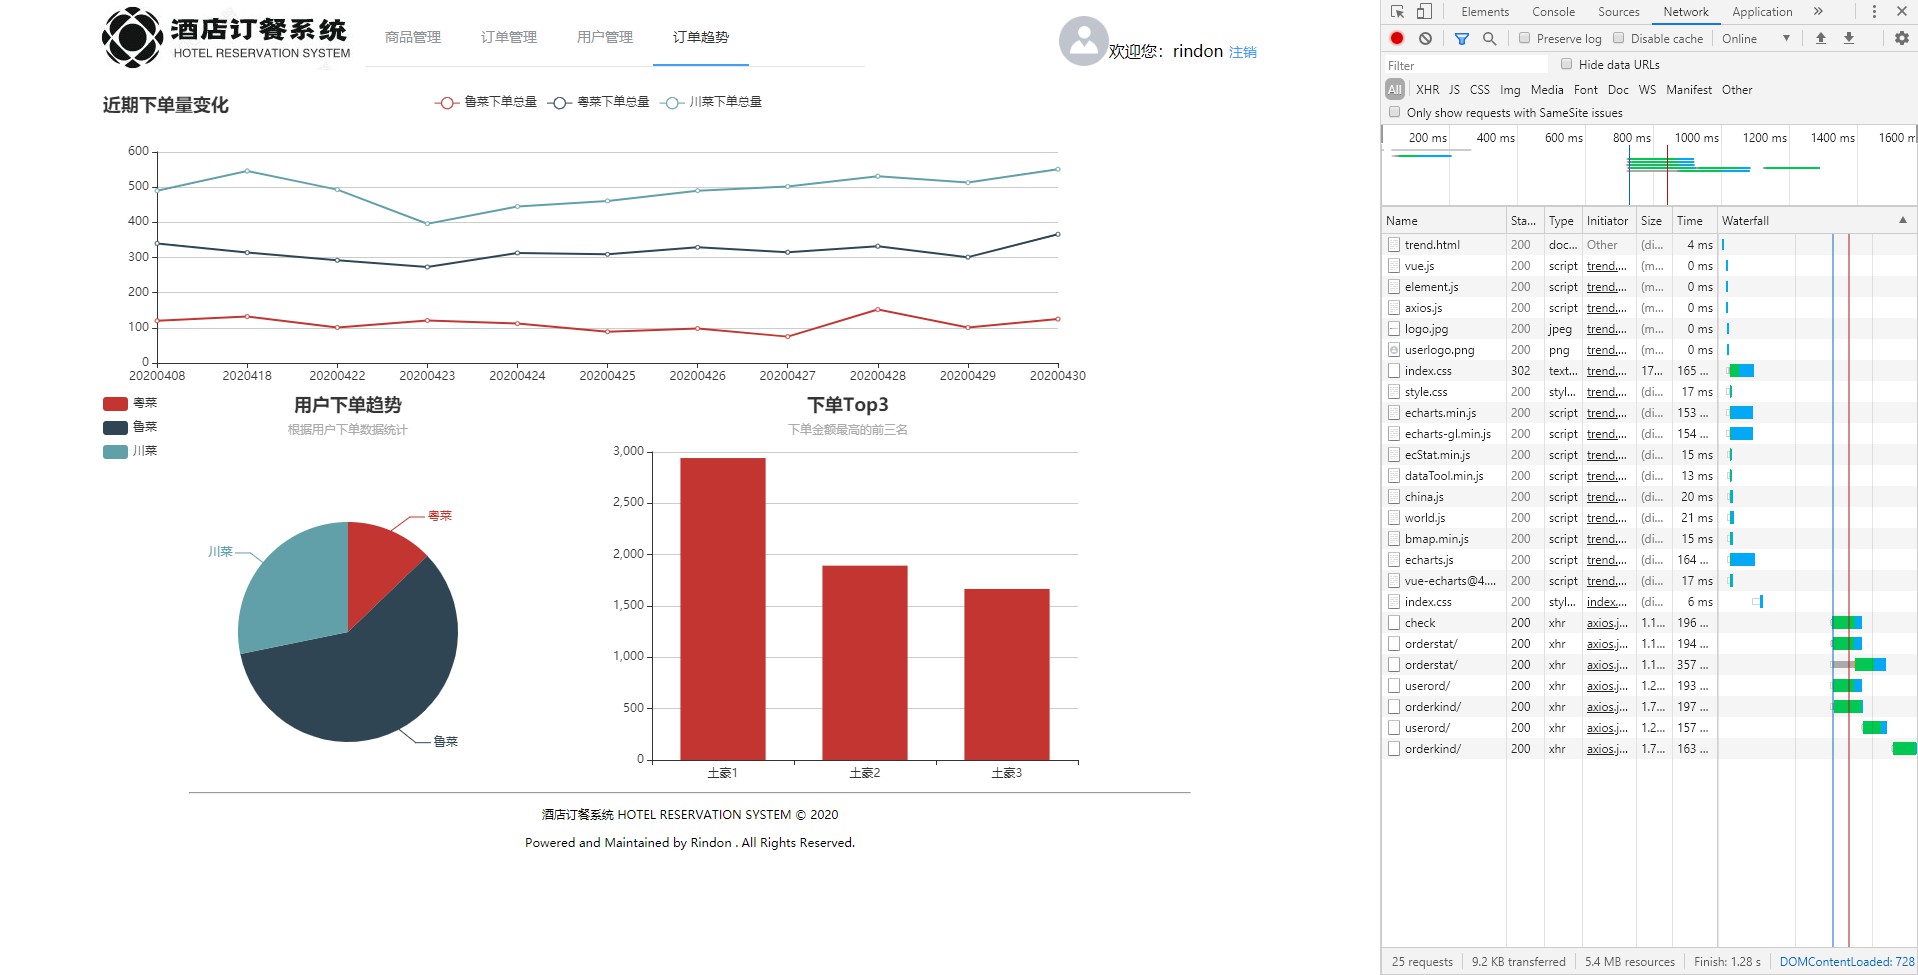 酒店订餐系统
HOTEL RESERVATION SYSTEM
商品管理 订单管理 用户管理 订单趋势
欢迎您：rindon 注销
近期下单量变化
鲁菜下单总量 粤菜下单总量 川菜下单总量
600
500
400
300
200
100
0
20200408 20200418 20200422 20200423 20200424 20200425 20200426 20200427 20200428 20200429 20200430
粤菜
鲁菜
川菜
用户下单趋势
根据用户下单数据统计
粤菜
川菜
鲁菜
下单Top3
下单金额最高的前三名
3,000
2,500
2,000
1,500
1,000
500
0
土豪1 土豪2 土豪3
酒店订餐系统 HOTEL RESERVATION SYSTEM © 2020
Powered and Maintained by Rindon . All Rights Reserved.
Elements Console Sources Network Application »
Preserve log Disable cache Online
Filter Hide data URLs
All XHR JS CSS Img Media Font Doc WS Manifest Other
Only show requests with SameSite issues
200 ms 400 ms 600 ms 800 ms 1000 ms 1200 ms 1400 ms 1600 m
Name Sta... Type Initiator Size Time Waterfall
trend.html 200 doc... Other (di... 4 ms
vue.js 200 script trend.... (m... 0 ms
element.js 200 script trend.... (m... 0 ms
axios.js 200 script trend.... (m... 0 ms
logo.jpg 200 jpeg trend.... (m... 0 ms
userlogo.png 200 png trend.... (m... 0 ms
index.css 302 text... trend.... 17... 165 ...
style.css 200 styl... trend.... (di... 17 ms
echarts.min.js 200 script trend.... (di... 153 ...
echarts-gl.min.js 200 script trend.... (di... 154 ...
ecStat.min.js 200 script trend.... (di... 15 ms
dataTool.min.js 200 script trend.... (di... 13 ms
china.js 200 script trend.... (di... 20 ms
world.js 200 script trend.... (di... 21 ms
bmap.min.js 200 script trend.... (di... 15 ms
echarts.js 200 script trend.... (di... 164 ...
vue-echarts@4.... 200 script trend.... (di... 17 ms
index.css 200 styl... index.... (di... 6 ms
check 200 xhr axios.j... 1.1... 196 ...
orderstat/ 200 xhr axios.j... 1.1... 194 ...
orderstat/ 200 xhr axios.j... 1.1... 357 ...
userord/ 200 xhr axios.j... 1.2... 193 ...
orderkind/ 200 xhr axios.j... 1.7... 197 ...
userord/ 200 xhr axios.j... 1.2... 157 ...
orderkind/ 200 xhr axios.j... 1.7... 163 ...
25 requests 9.2 KB transferred 5.4 MB resources Finish: 1.28 s DOMContentLoaded: 728